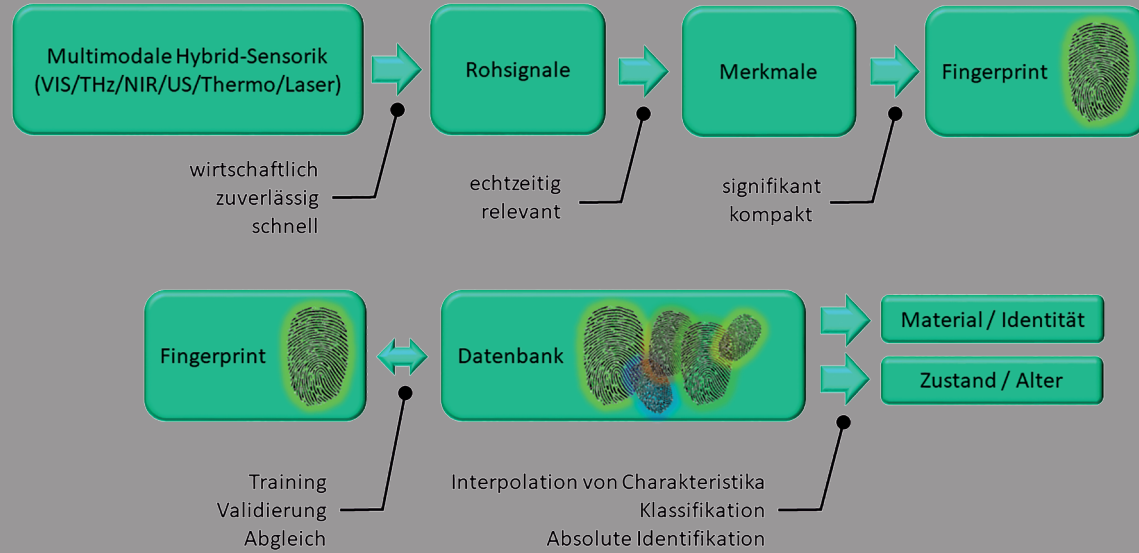 Multimodale Hybrid-Sensorik
(VIS/THz/NIR/US/Thermo/Laser)
Rohsignale
Merkmale
Fingerprint
wirtschaftlich
zuverlässig
schnell
echtzeitig
relevant
signifikant
kompakt
Fingerprint
Datenbank
Material / Identität
Zustand / Alter
Training
Validierung
Abgleich
Interpolation von Charakteristika
Klassifikation
Absolute Identifikation